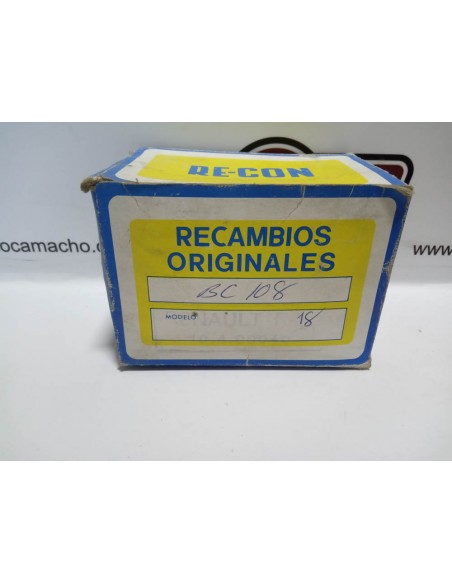 RE-CON
ocamacho.c
www
RECAMBIOS
ORIGINALES
BC 108
MODELO
18